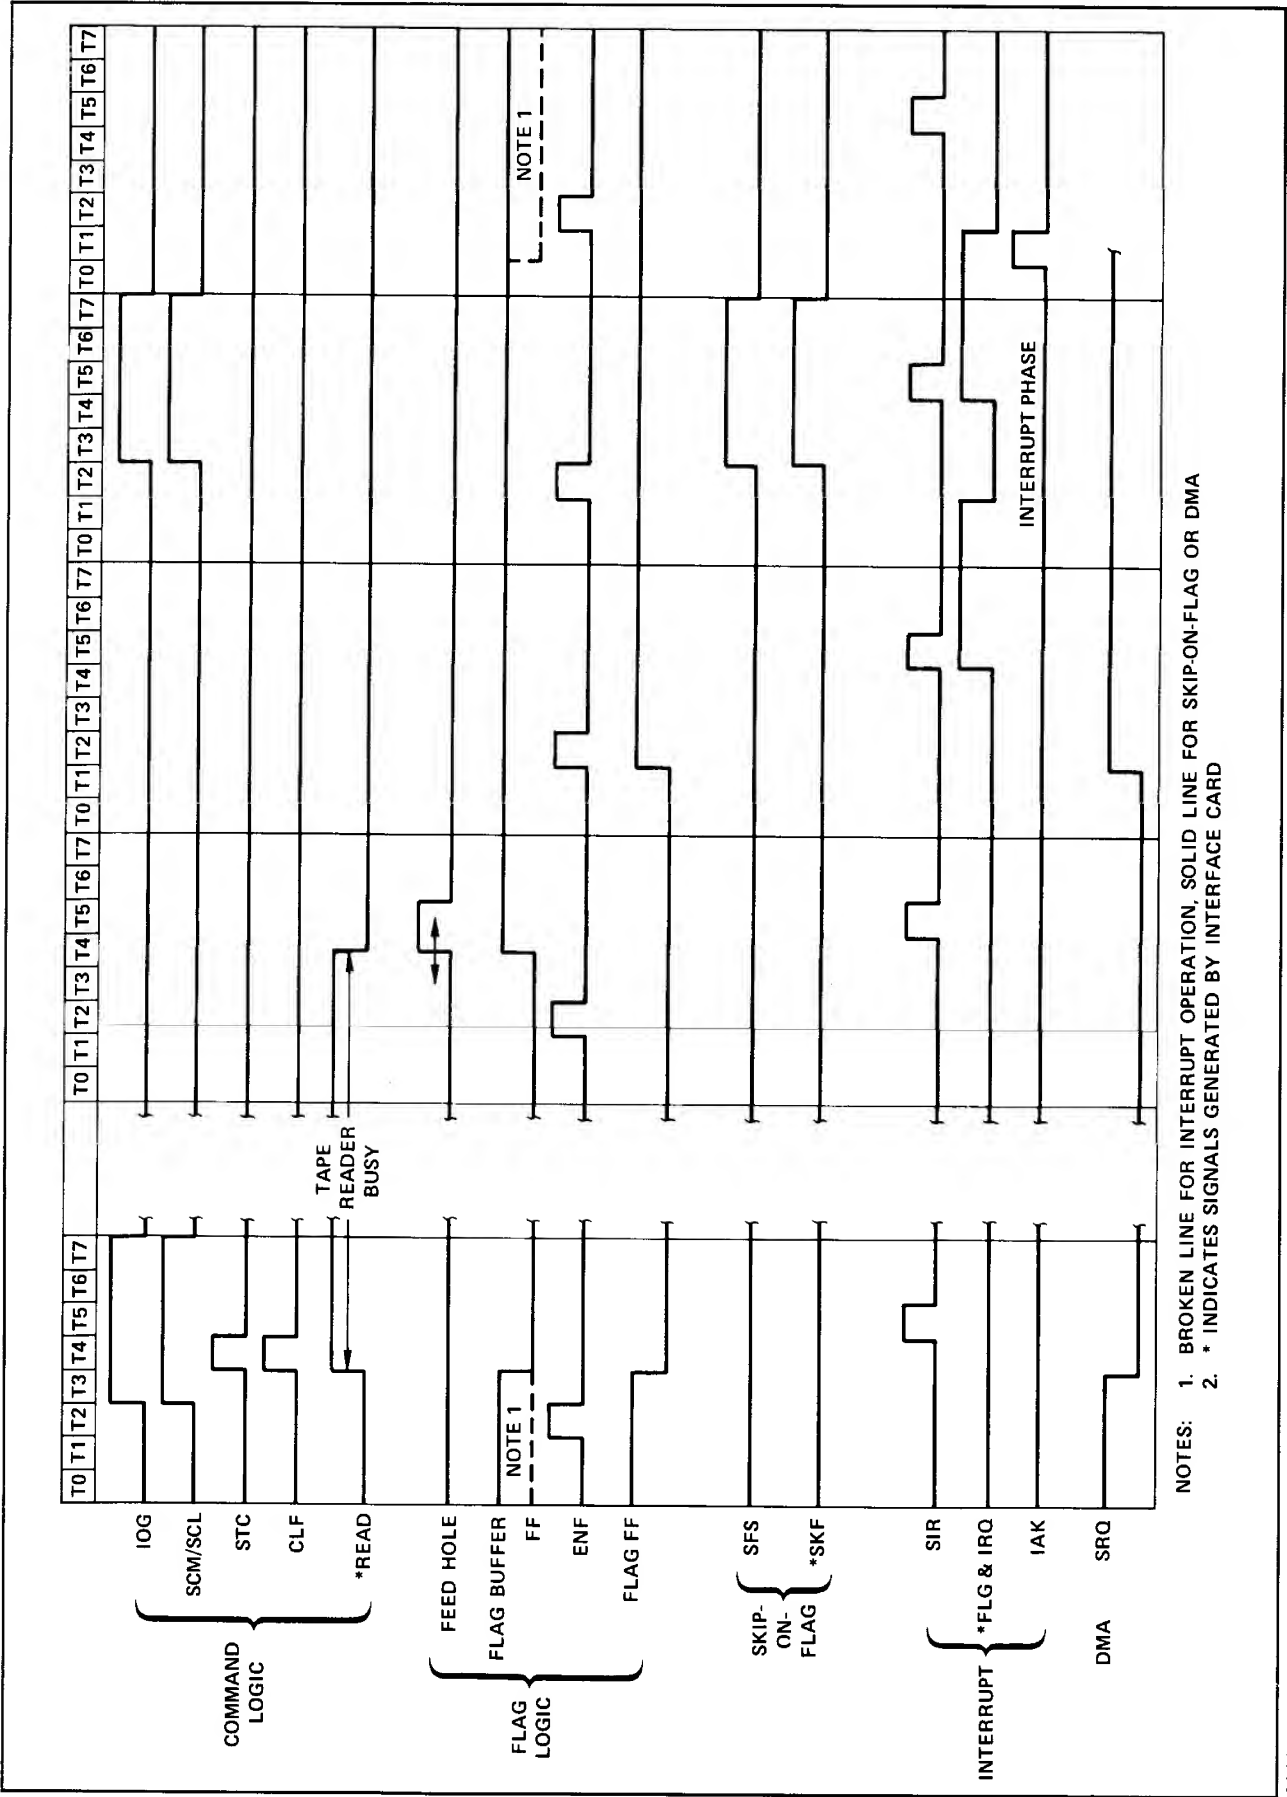 T0 T1 T2 T3 T4 T5 T6 T7 T0 T1 T2 T3 T4 T5 T6 T7 T0 T1 T2 T3 T4 T5 T6 T7 T0 T1 T2 T3 T4 T5 T6 T7 T0 T1 T2 T3 T4 T5 T6 T7
COMMAND
LOGIC
IOG
SCM/SCL
STC
CLF
*READ
TAPE
READER
BUSY
FLAG
LOGIC
FEED HOLE
FLAG BUFFER
FF
NOTE 1
NOTE 1
ENF
FLAG FF
SKIP-
ON-
FLAG
SFS
*SKF
INTERRUPT
SIR
*FLG & IRQ
IAK
INTERRUPT PHASE
DMA
SRQ
NOTES: 1. BROKEN LINE FOR INTERRUPT OPERATION, SOLID LINE FOR SKIP-ON-FLAG OR DMA
2. * INDICATES SIGNALS GENERATED BY INTERFACE CARD